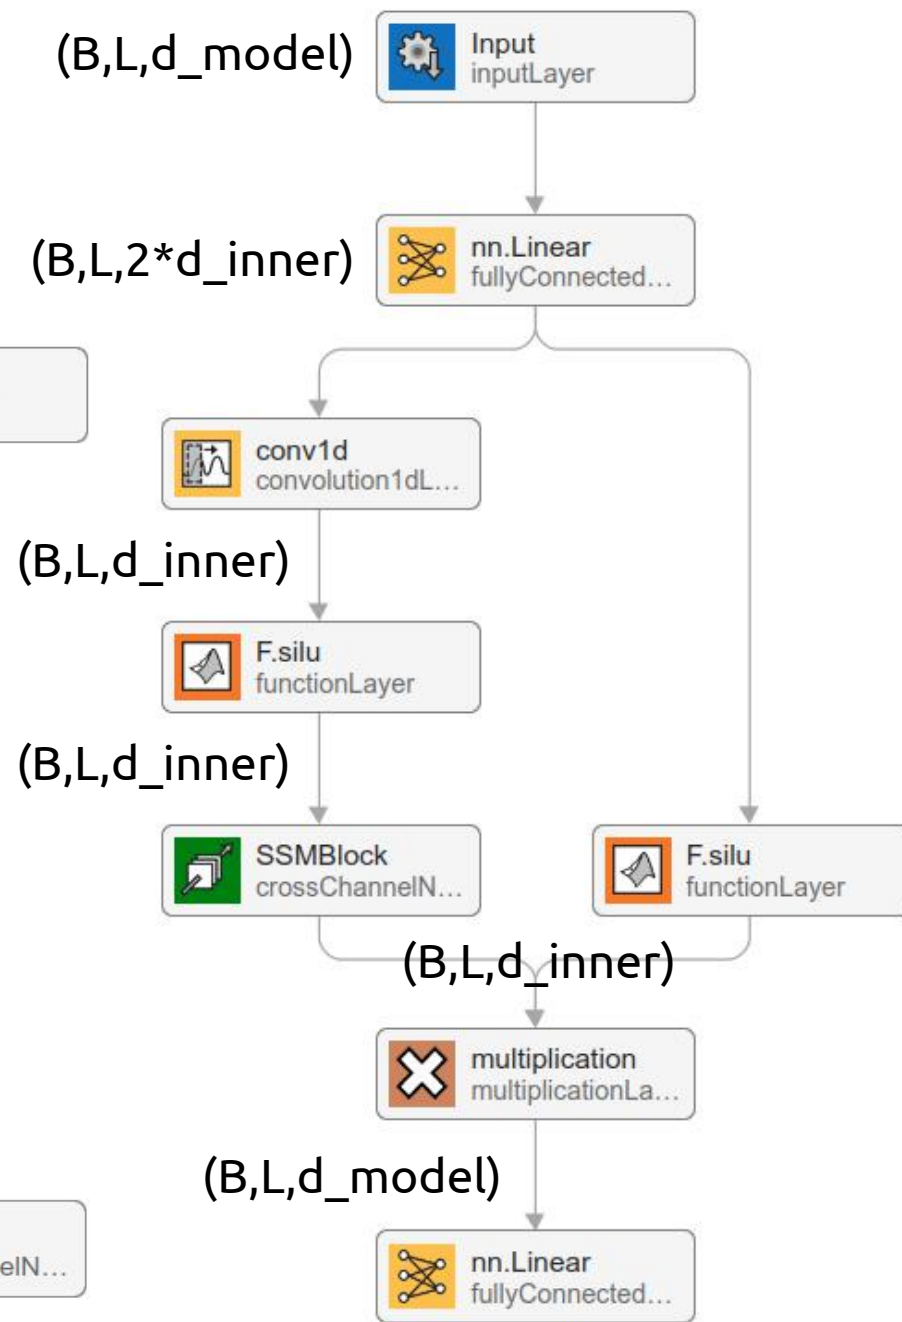 (B,L,d_model)
Input
inputLayer
(B,L,2*d_inner)
nn.Linear
fullyConnected...
conv1d
convolution1dL...
(B,L,d_inner)
F.silu
functionLayer
(B,L,d_inner)
SSMBlock
crossChannelN...
F.silu
functionLayer
(B,L,d_inner)
multiplication
multiplicationLa...
(B,L,d_model)
elN...
nn.Linear
fullyConnected...